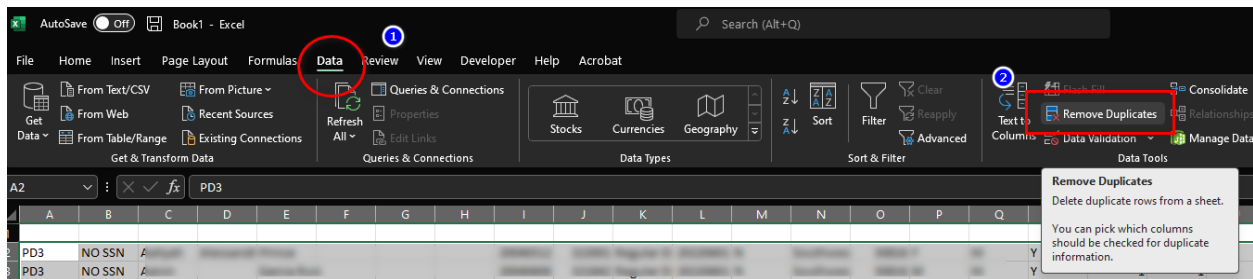 AutoSave Off Book1 - Excel Search (Alt+Q)
1
File Home Insert Page Layout Formulas Data Review View Developer Help Acrobat
2
From Text/CSV From Picture Queries & Connections Clear Flash Fill Consolidate
From Web Recent Sources Properties Reapply Remove Duplicates Relationships
From Table/Range Existing Connections Edit Links Advanced Data Validation Manage Data
Get Data
Refresh All
Stocks Currencies Geography
Sort Filter
Text to Columns
Get & Transform Data Queries & Connections Data Types Sort & Filter Data Tools
A2 fx PD3
Remove Duplicates
Delete duplicate rows from a sheet.
You can pick which columns
should be checked for duplicate
information.
A B C D E F G H I J K L M N O P Q
1
2 PD3 NO SSN Y
3 PD3 NO SSN Y Y